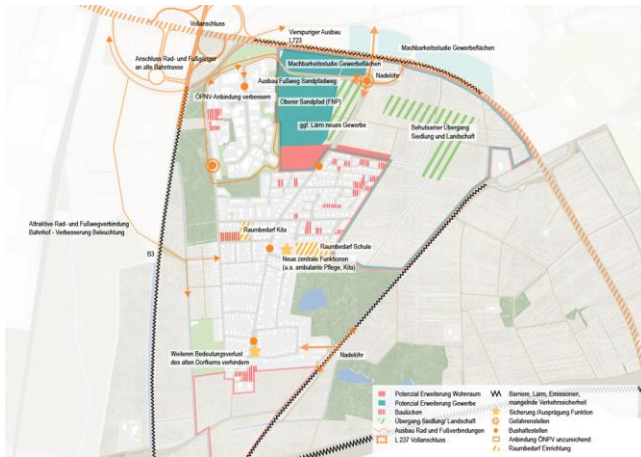 Vollanschluss
Vierspuriger Ausbau
L723
Machbarkeitsstudie Gewerbeflächen
Anschluss Rad- und Fußgänger
an alte Bahntrasse
Machbarkeitsstudie Gewerbeflächen
Nadelöhr
Ausbau Fußweg Sandpfadweg
ÖPNV-Anbindung verbessern
Oberer Sandpfad (FNP)
ggf. Lärm neues Gewerbe
Behutsamer Übergang
Siedlung und Landschaft
Attraktive Rad- und Fußwegverbindung
Bahnhof - Verbesserung Beleuchtung
Raumbedarf Kita
Raumbedarf Schule
B3
Neue zentrale Funktionen
(u.a. ambulante Pflege, Kita)
Weiteren Bedeutungsverlust
des alten Dorfkerns verhindern
Nadelöhr
Potenzial Erweiterung Wohnraum
Potenzial Erweiterung Gewerbe
Baulücken
Übergang Siedlung/ Landschaft
Ausbau Rad und Fußverbindungen
L 237 Vollanschluss
Barriere, Lärm, Emissionen,
mangelnde Verkehrssicherheit
Sicherung /Ausprägung Funktion
Gefahrenstellen
Bushaltestellen
Anbindung ÖNPV unzureichend
Raumbedarf Einrichtung